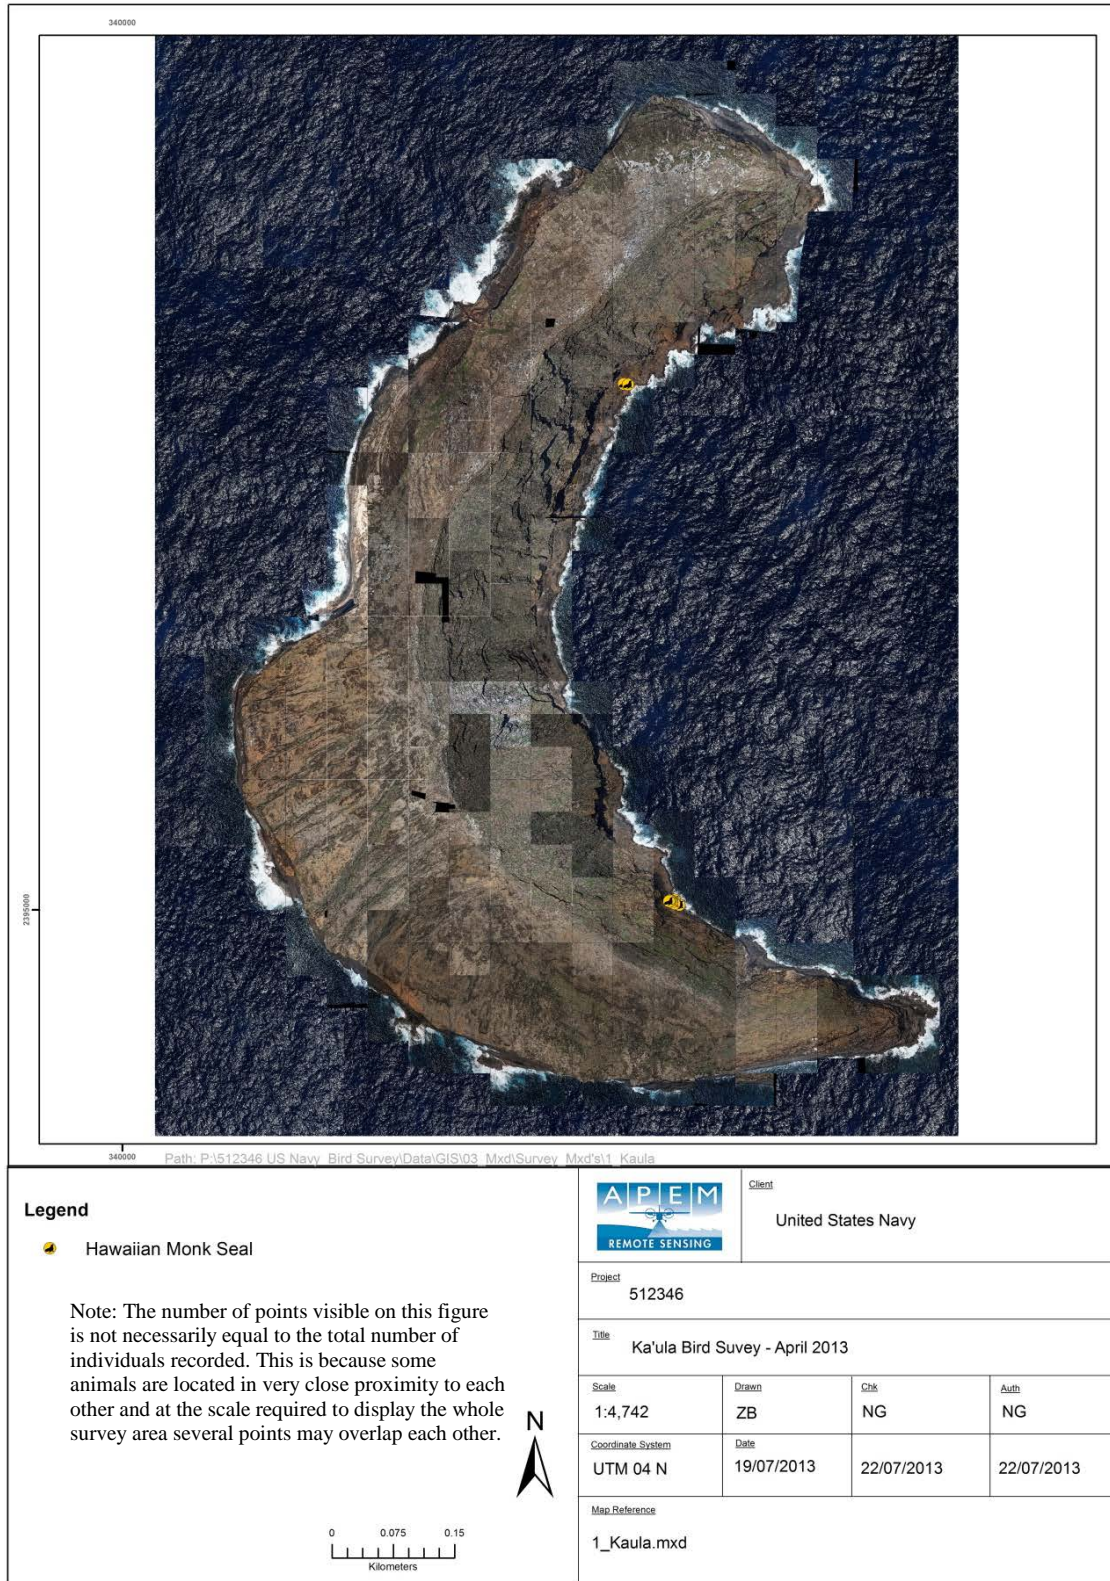 340000
2395000
340000
Path: P:\512346 US Navy_Bird Survey\Data\GIS\03_Mxd\Survey_Mxd's\1_Kaula
Legend
Hawaiian Monk Seal
Note: The number of points visible on this figure
is not necessarily equal to the total number of
individuals recorded. This is because some
animals are located in very close proximity to each
other and at the scale required to display the whole
survey area several points may overlap each other.
N
0 0.075 0.15
Kilometers
APEM
REMOTE SENSING
Client
United States Navy
Project
512346
Title
Ka'ula Bird Suvey - April 2013
Scale
1:4,742
Drawn
ZB
Chk
NG
Auth
NG
Coordinate System
UTM 04 N
Date
19/07/2013
22/07/2013
22/07/2013
Map Reference
1_Kaula.mxd